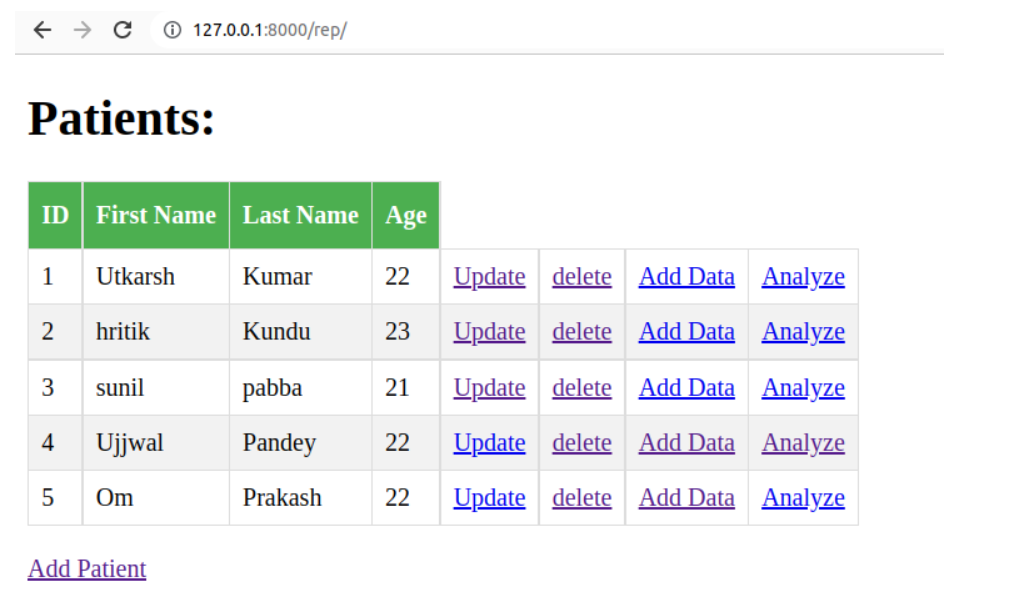 127.0.0.1:8000/rep/
Patients:
ID First Name Last Name Age
1 Utkarsh Kumar 22 Update delete Add Data Analyze
2 hritik Kundu 23 Update delete Add Data Analyze
3 sunil pabba 21 Update delete Add Data Analyze
4 Ujjwal Pandey 22 Update delete Add Data Analyze
5 Om Prakash 22 Update delete Add Data Analyze
Add Patient